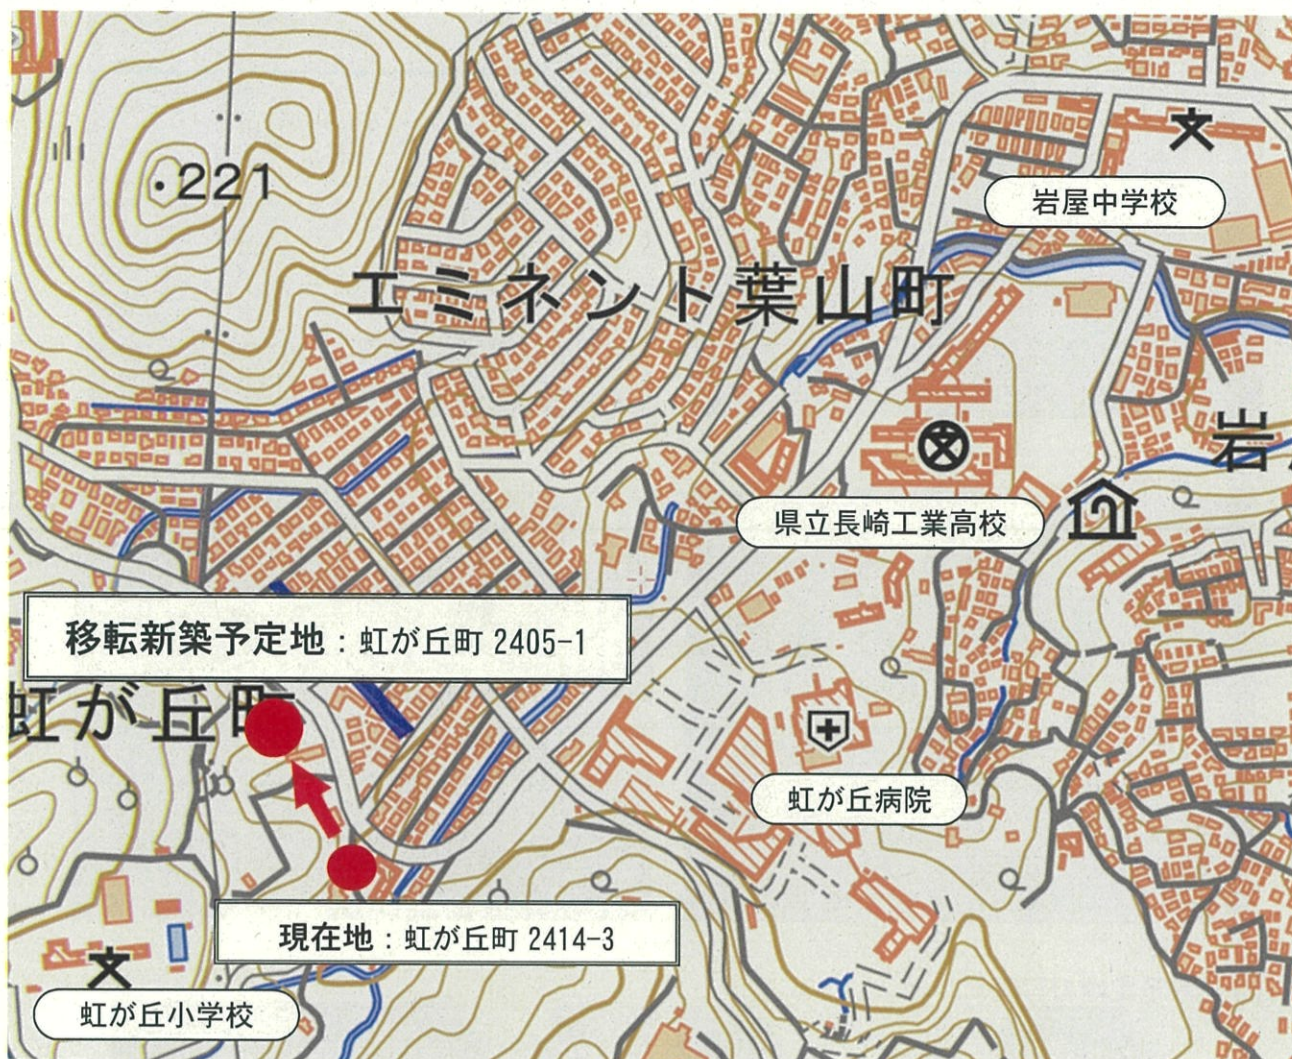 221
岩屋中学校
エミネント葉山町
岩
県立長崎工業高校
移転新築予定地：虹が丘町 2405-1
虹が丘町
虹が丘病院
現在地：虹が丘町 2414-3
虹が丘小学校